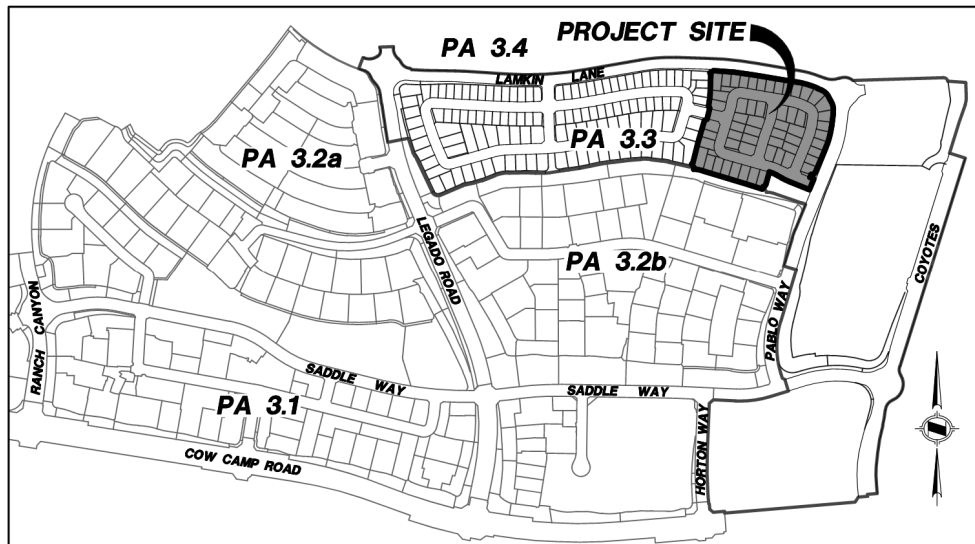 PROJECT SITE
PA 3.4
LAMKIN LANE
PA 3.3
PA 3.2a
LEGADO ROAD
PA 3.2b
COYOTES
RANCH CANYON
PABLO WAY
SADDLE WAY
SADDLE WAY
PA 3.1
HORTON WAY
COW CAMP ROAD